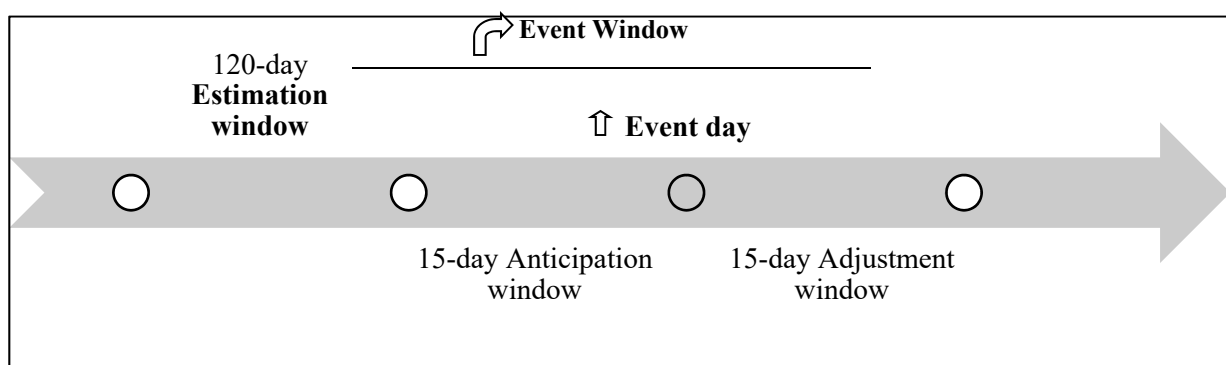 Event Window
120-day
Estimation
window
Event day
15-day Anticipation
window
15-day Adjustment
window